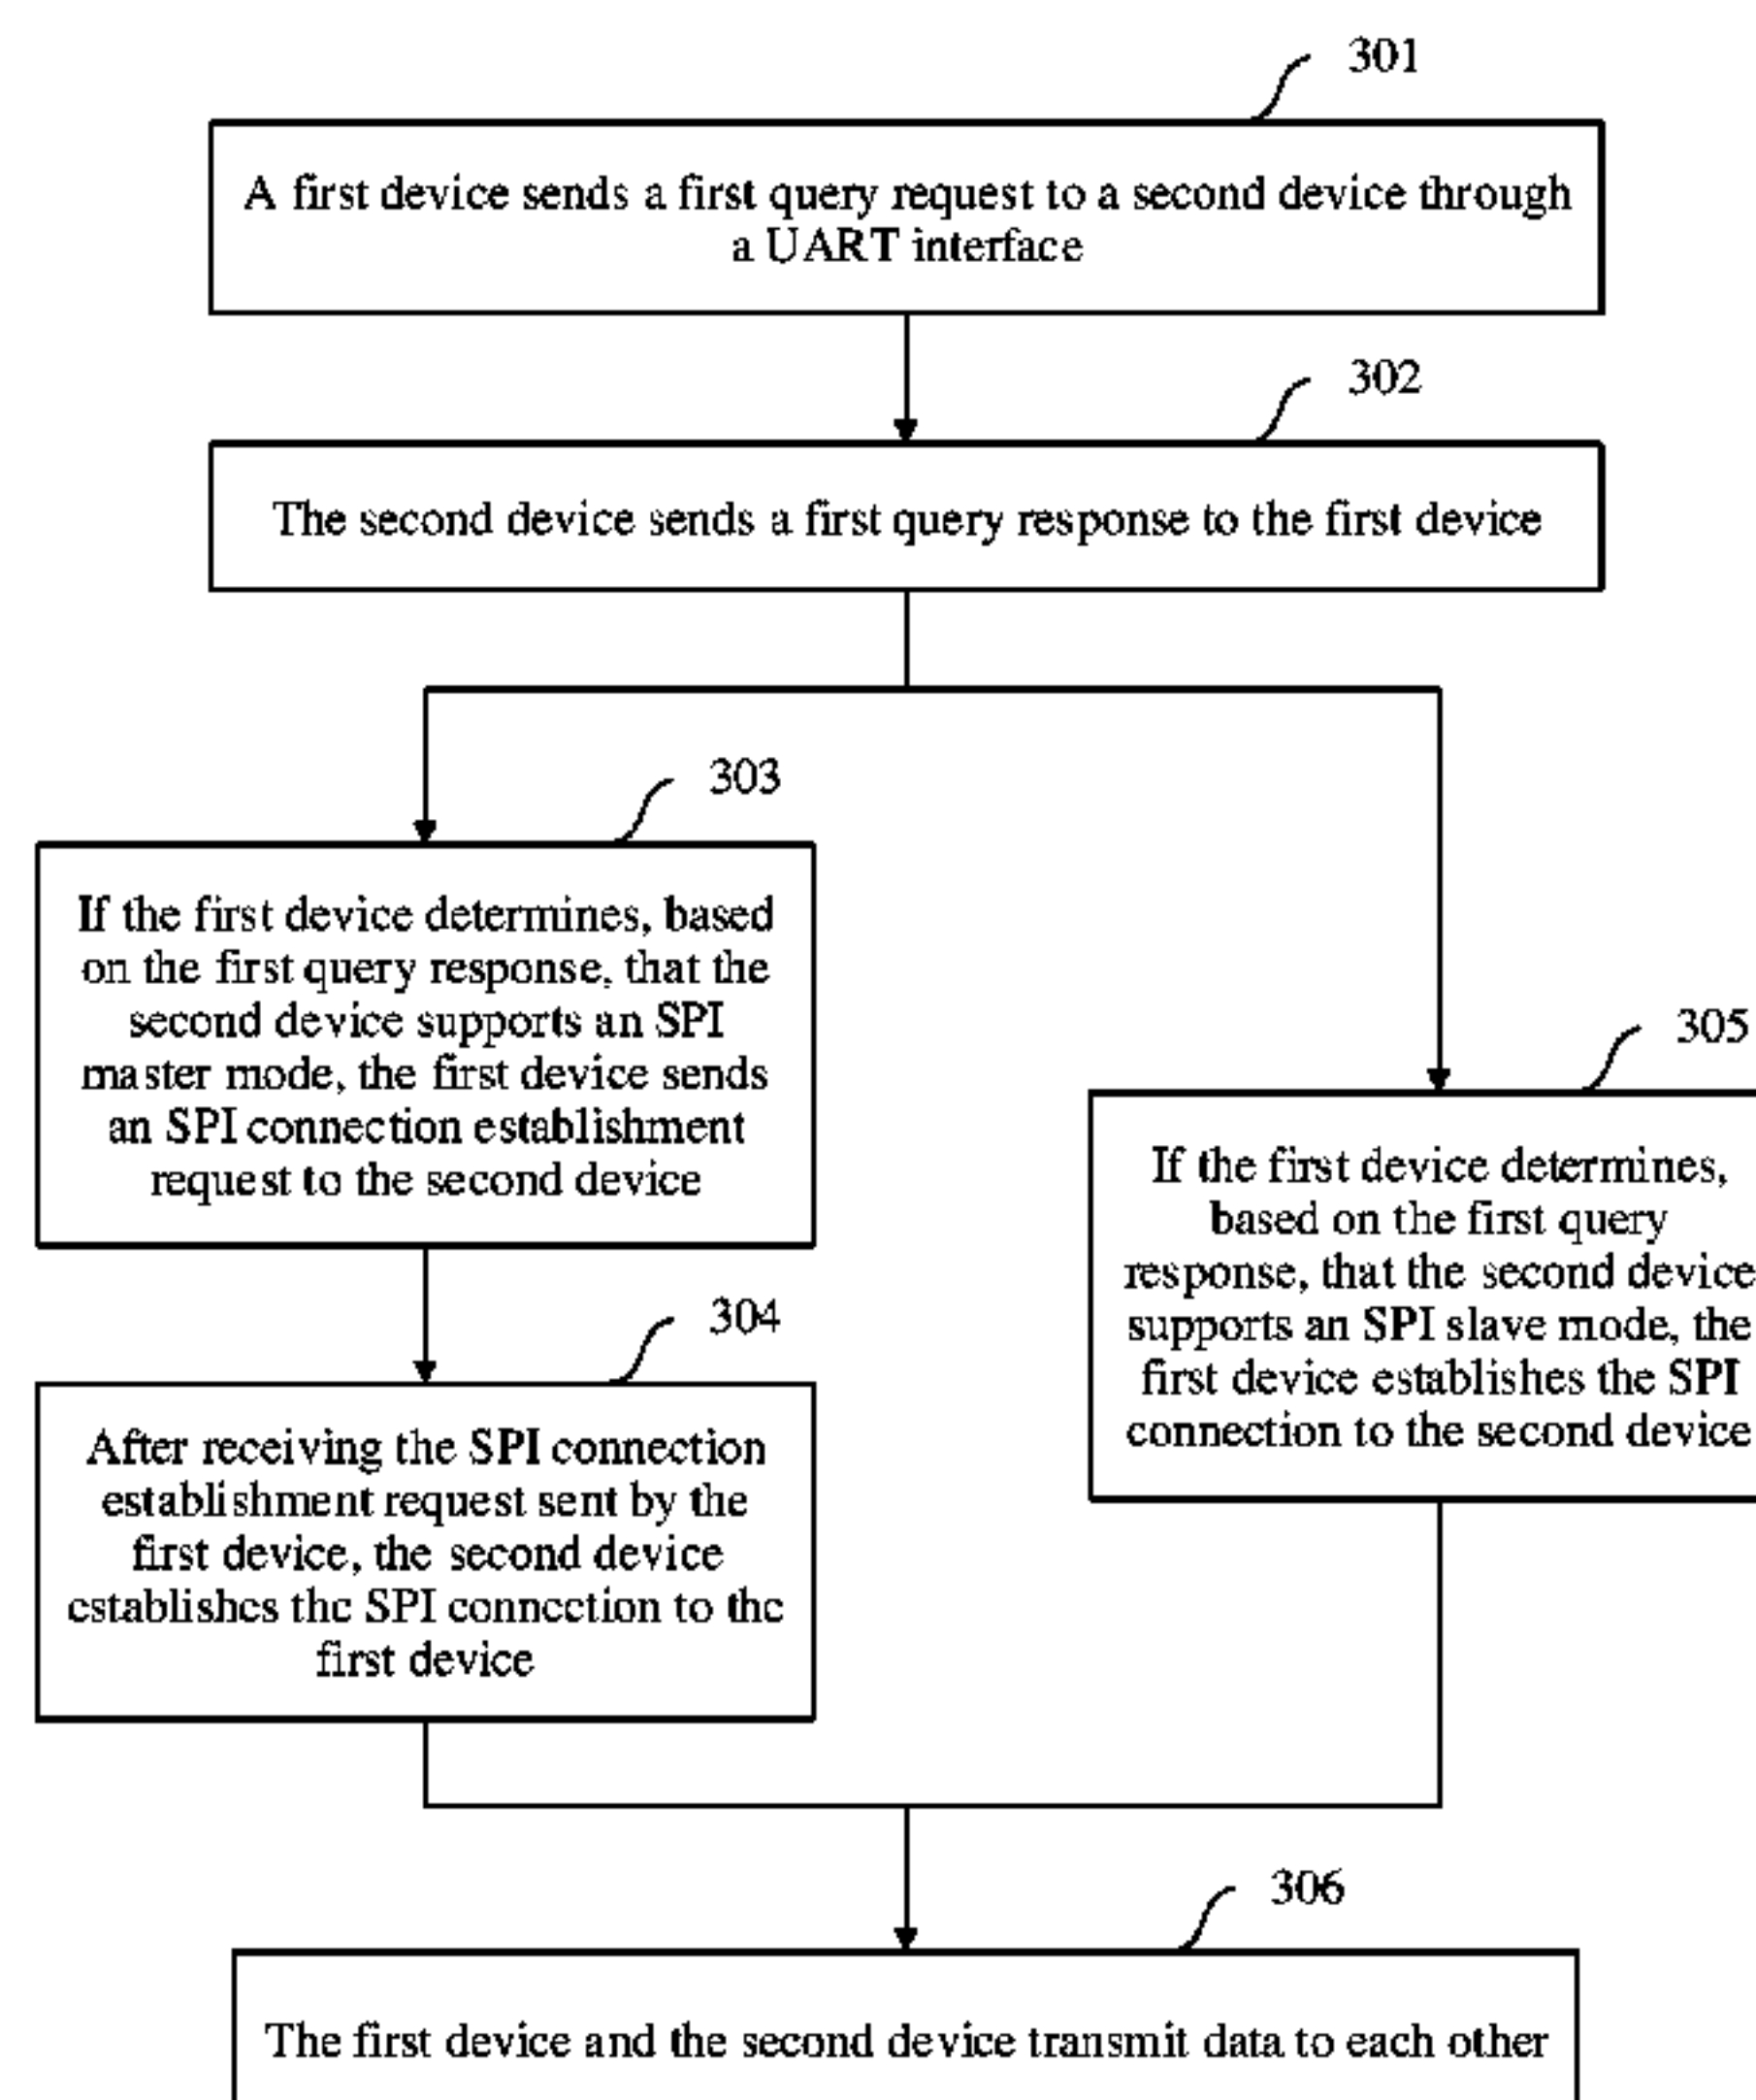 301
A first device sends a first query request to a second device through
a UART interface
302
The second device sends a first query response to the first device
303
If the first device determines, based
on the first query response, that the
second device supports an SPI
master mode, the first device sends
an SPI connection establishment
request to the second device
304
After receiving the SPI connection
establishment request sent by the
first device, the second device
establishes the SPI connection to the
first device
305
If the first device determines,
based on the first query
response, that the second device
supports an SPI slave mode, the
first device establishes the SPI
connection to the second device
306
The first device and the second device transmit data to each other